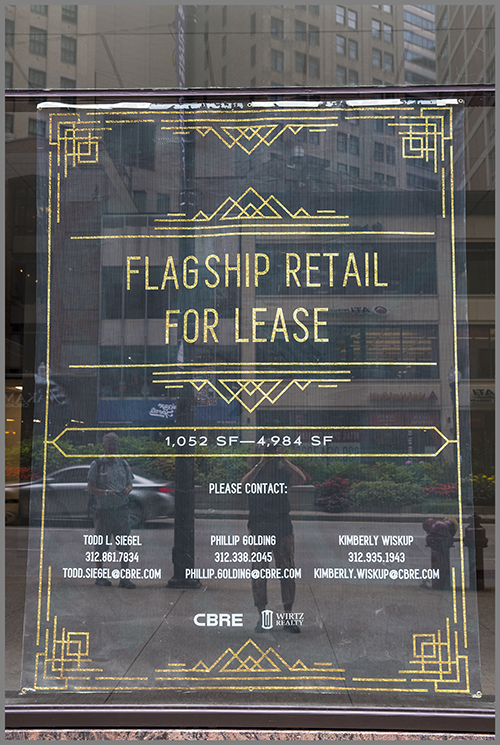 FLAGSHIP RETAIL
FOR LEASE
1,052 SF—4,984 SF
PLEASE CONTACT:
TODD L. SIEGEL
312.861.7834
TODD.SIEGEL@CBRE.COM
PHILLIP GOLDING
312.338.2045
PHILLIP.GOLDING@CBRE.COM
KIMBERLY WISKUP
312.935.1943
KIMBERLY.WISKUP@CBRE.COM
CBRE
WIRTZ
REALTY